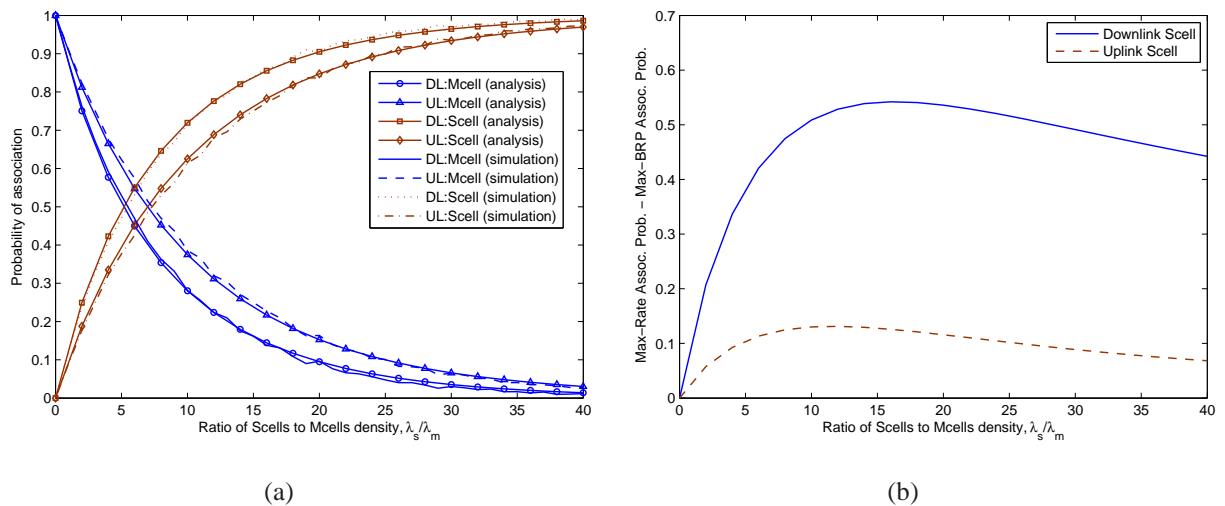 1
0.9
0.8
0.7
0.6
0.5
0.4
0.3
0.2
0.1
0
Probability of association
0 5 10 15 20 25 30 35 40
Ratio of Scells to Mcells density, λs/λm
DL:Mcell (analysis)
UL:Mcell (analysis)
DL:Scell (analysis)
UL:Scell (analysis)
DL:Mcell (simulation)
UL:Mcell (simulation)
DL:Scell (simulation)
UL:Scell (simulation)
(a)
0.7
0.6
0.5
0.4
0.3
0.2
0.1
0
Max−Rate Assoc. Prob. − Max−BRP Assoc. Prob.
0 5 10 15 20 25 30 35 40
Ratio of Scells to Mcells density, λs/λm
Downlink Scell
Uplink Scell
(b)